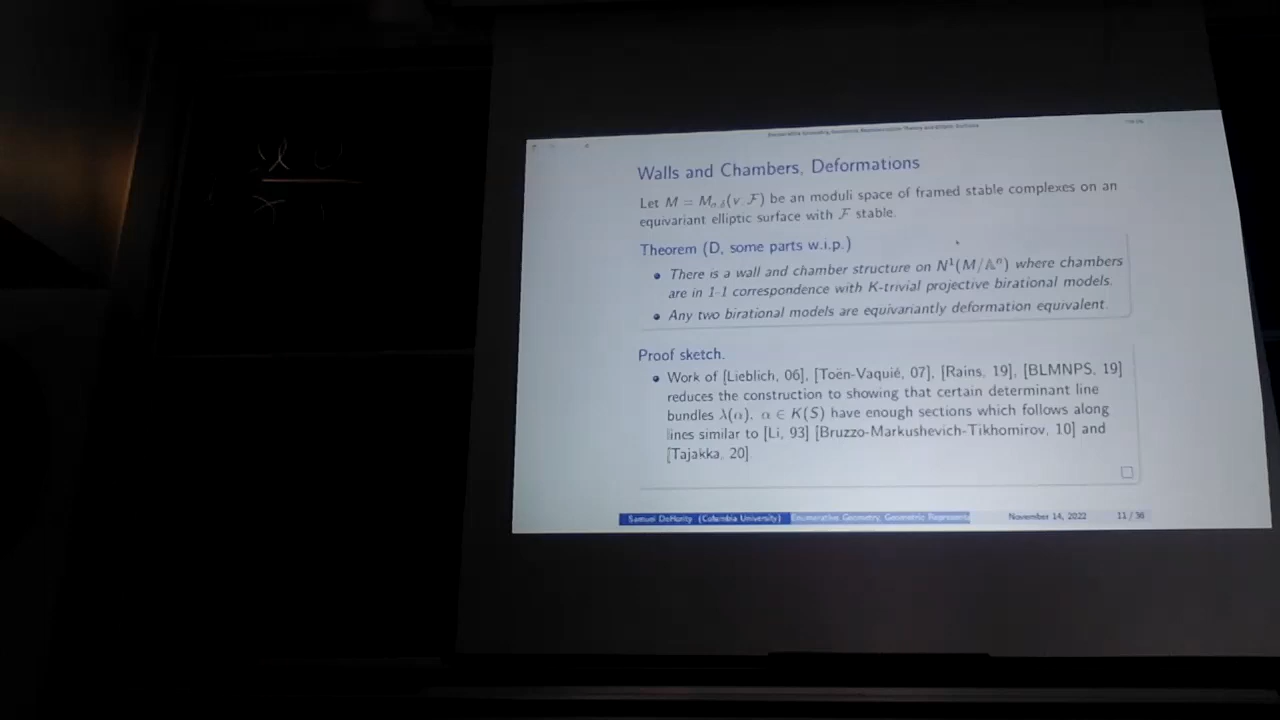 Walls and Chambers, Deformations
Let M = M (v, F) be an moduli space of framed stable complexes on an
equivariant elliptic surface with F stable.
Theorem (D, some parts w.i.p.)
There is a wall and chamber structure on N¹(M/𝔸ⁿ) where chambers
are in 1-1 correspondence with K-trivial projective birational models.
Any two birational models are equivariantly deformation equivalent.
Proof sketch.
Work of [Lieblich, 06], [Toën-Vaquié, 07], [Rains, 19], [BLMNPS, 19]
reduces the construction to showing that certain determinant line
bundles λ(α), α ∈ K(S) have enough sections which follows along
lines similar to [Li, 93] [Bruzzo-Markushevich-Tikhomirov, 10] and
[Tajakka, 20].
Samuel DeHority (Columbia University) Enumerative Geometry, Geometric Representa November 14, 2022 11 / 36